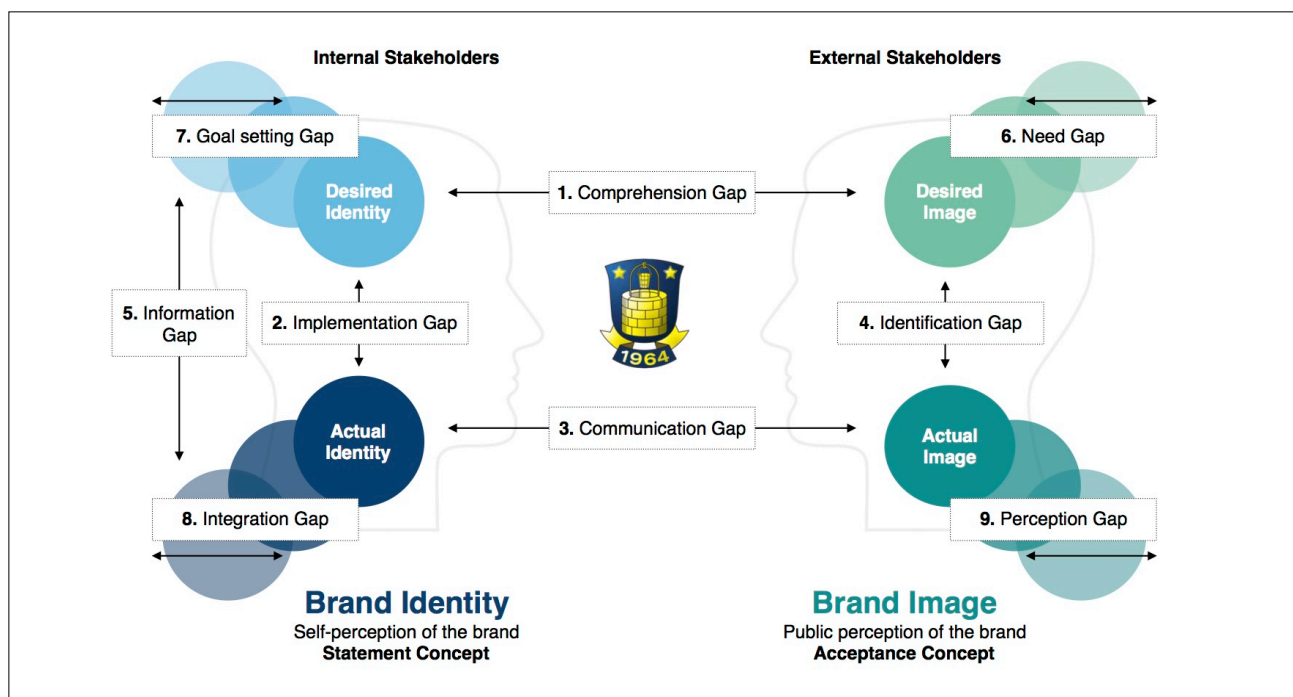 Internal Stakeholders
External Stakeholders
7. Goal setting Gap
6. Need Gap
Desired
Identity
1. Comprehension Gap
Desired
Image
5. Information
Gap
2. Implementation Gap
4. Identification Gap
1964
Actual
Identity
3. Communication Gap
Actual
Image
8. Integration Gap
9. Perception Gap
Brand Identity
Self-perception of the brand
Statement Concept
Brand Image
Public perception of the brand
Acceptance Concept